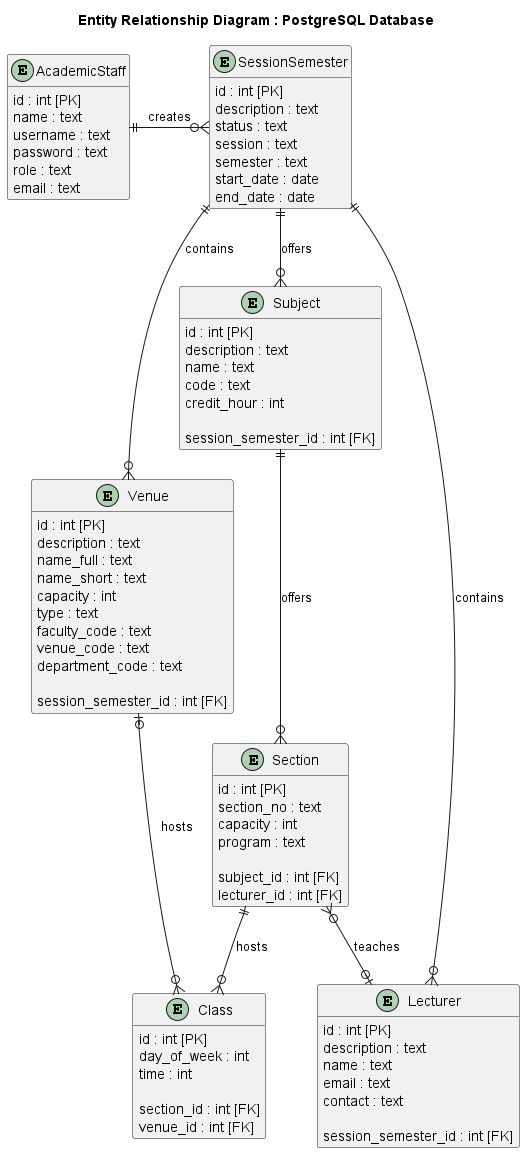 Entity Relationship Diagram : PostgreSQL Database
E AcademicStaff
id : int [PK]
name : text
username : text
password : text
role : text
email : text
creates
E SessionSemester
id : int [PK]
description : text
status : text
session : text
semester : text
start_date : date
end_date : date
contains
offers
E Subject
id : int [PK]
description : text
name : text
code : text
credit_hour : int
session_semester_id : int [FK]
E Venue
id : int [PK]
description : text
name_full : text
name_short : text
capacity : int
type : text
faculty_code : text
venue_code : text
department_code : text
session_semester_id : int [FK]
offers
contains
E Section
id : int [PK]
section_no : text
capacity : int
program : text
subject_id : int [FK]
lecturer_id : int [FK]
hosts
hosts
teaches
E Class
id : int [PK]
day_of_week : int
time : int
section_id : int [FK]
venue_id : int [FK]
E Lecturer
id : int [PK]
description : text
name : text
email : text
contact : text
session_semester_id : int [FK]